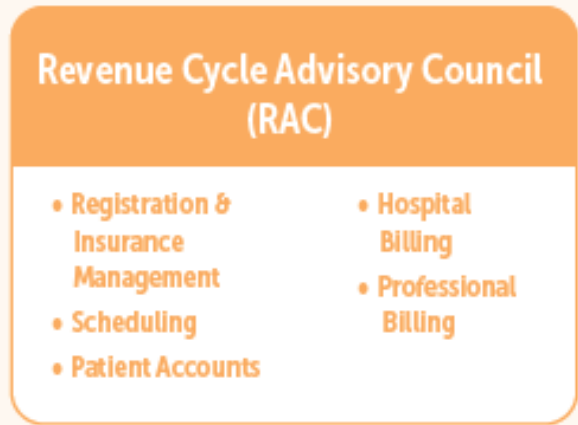 Revenue Cycle Advisory Council
(RAC)
• Registration &
Insurance
Management
• Scheduling
• Patient Accounts
• Hospital
Billing
• Professional
Billing